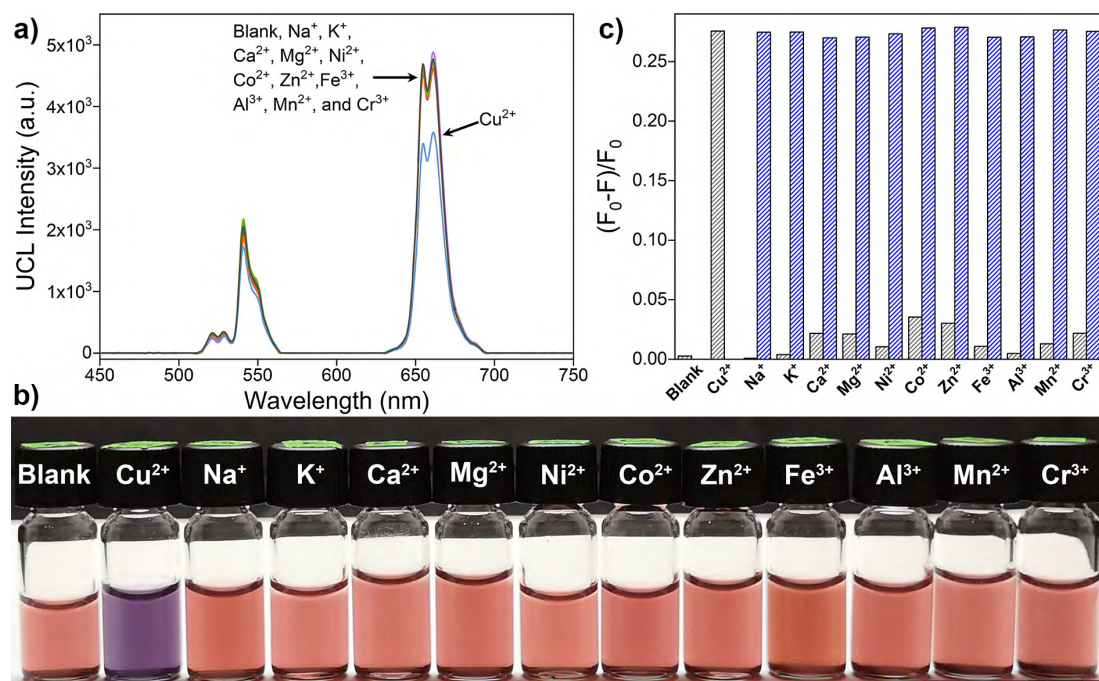 a)
UCL Intensity (a.u.)
5x10³
4x10³
3x10³
2x10³
1x10³
0
450 500 550 600 650 700 750
Wavelength (nm)
Blank, Na⁺, K⁺,
Ca²⁺, Mg²⁺, Ni²⁺,
Co²⁺, Zn²⁺,Fe³⁺,
Al³⁺, Mn²⁺, and Cr³⁺
Cu²⁺
c)
(F₀-F)/F₀
0.25
0.20
0.15
0.10
0.05
0.00
Blank Cu²⁺ Na⁺ K⁺ Ca²⁺ Mg²⁺ Ni²⁺ Co²⁺ Zn²⁺ Fe³⁺ Al³⁺ Mn²⁺ Cr³⁺
b)
Blank Cu²⁺ Na⁺ K⁺ Ca²⁺ Mg²⁺ Ni²⁺ Co²⁺ Zn²⁺ Fe³⁺ Al³⁺ Mn²⁺ Cr³⁺